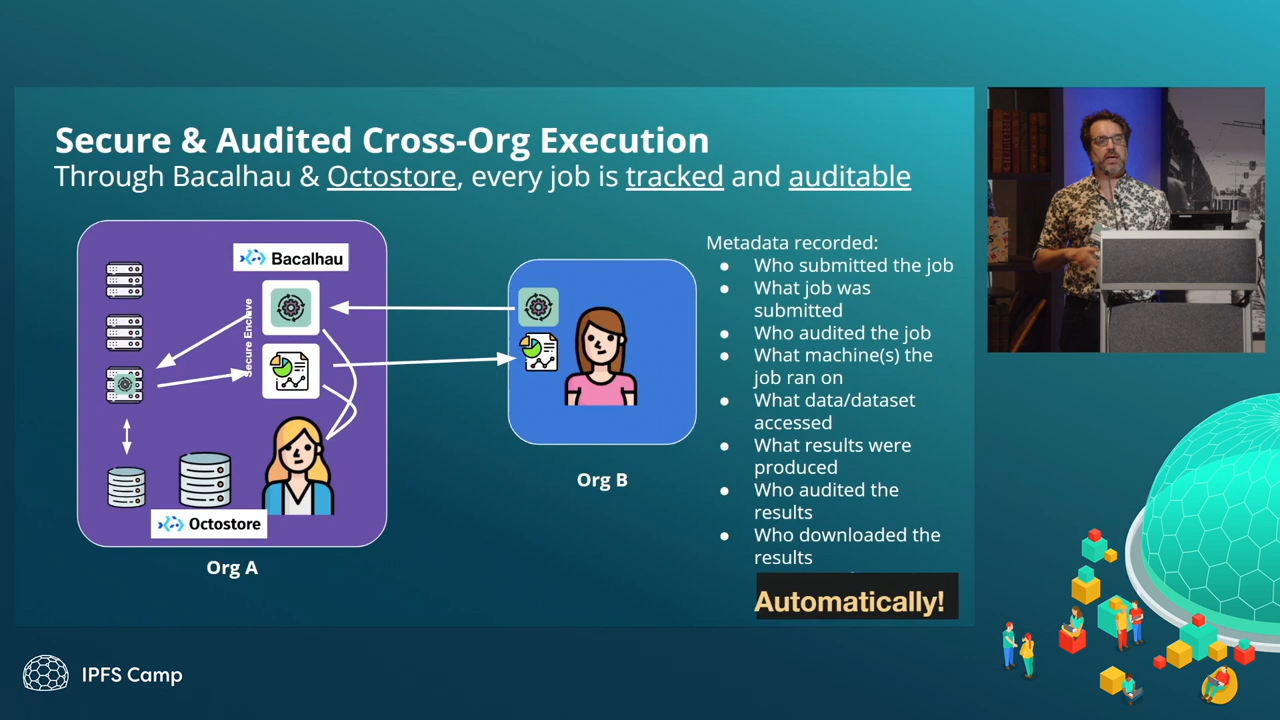 Secure & Audited Cross-Org Execution
Through Bacalhau & Octostore, every job is tracked and auditable
Bacalhau
Secure Enclave
Octostore
Org A
Org B
Metadata recorded:
● Who submitted the job
● What job was
submitted
● Who audited the job
● What machine(s) the
job ran on
● What data/dataset
accessed
● What results were
produced
● Who audited the
results
● Who downloaded the
results
Automatically!
IPFS Camp